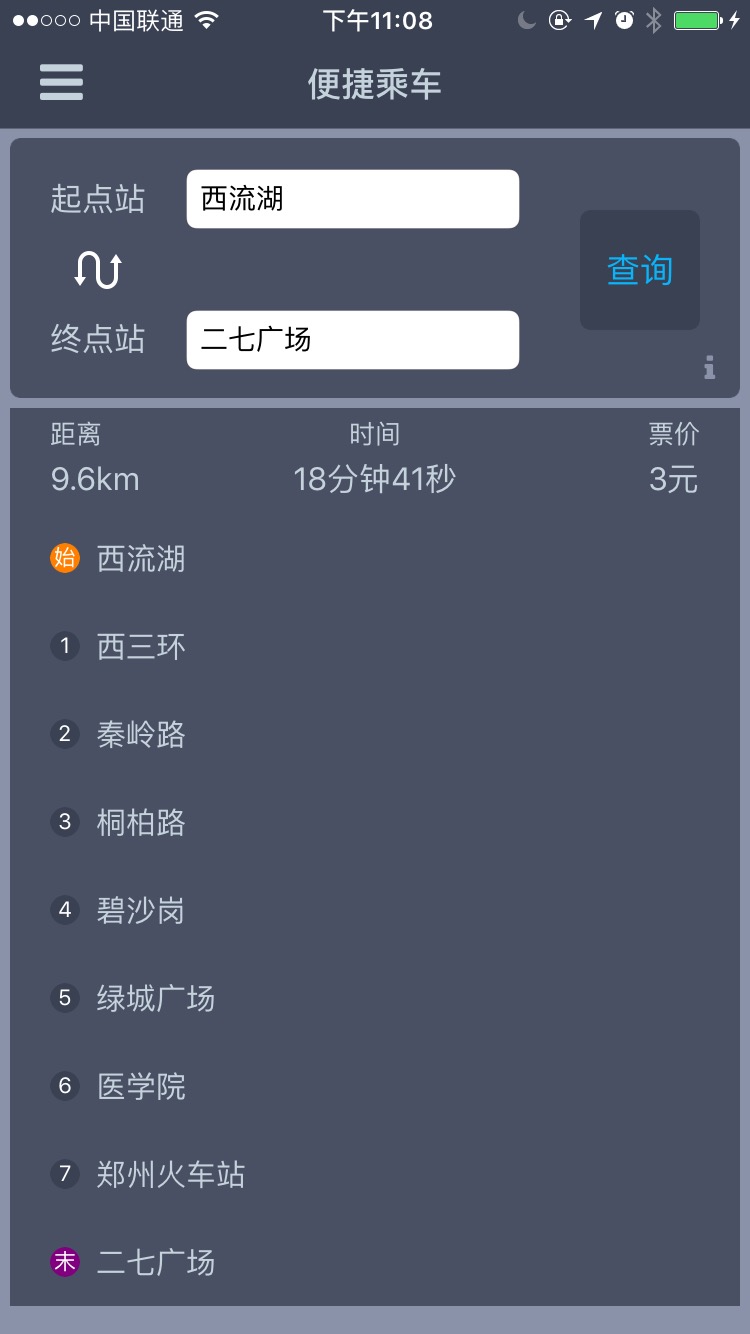 中国联通 下午11:08
便捷乘车
起点站 西流湖
查询
终点站 二七广场
距离 时间 票价
9.6km 18分钟41秒 3元
始 西流湖
1 西三环
2 秦岭路
3 桐柏路
4 碧沙岗
5 绿城广场
6 医学院
7 郑州火车站
末 二七广场